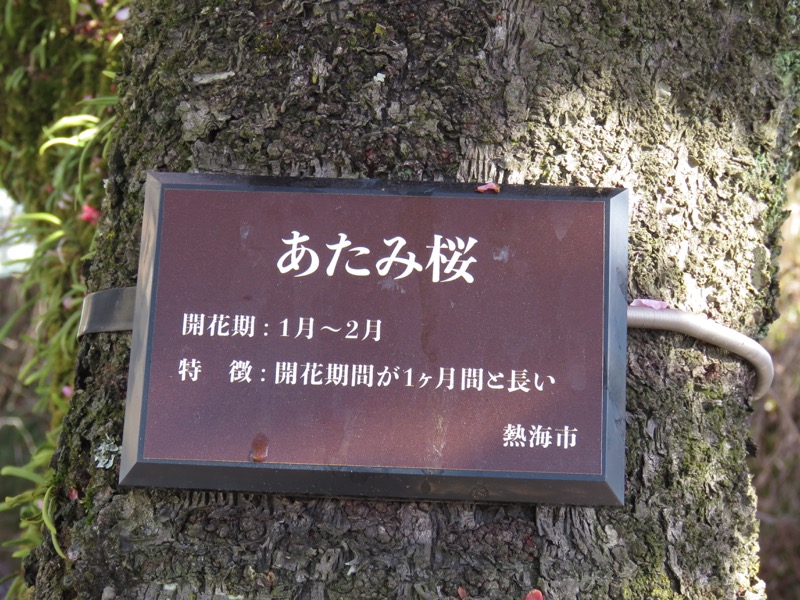 あたみ桜
開花期：1月～2月
特　徴：開花期間が1ヶ月間と長い
熱海市